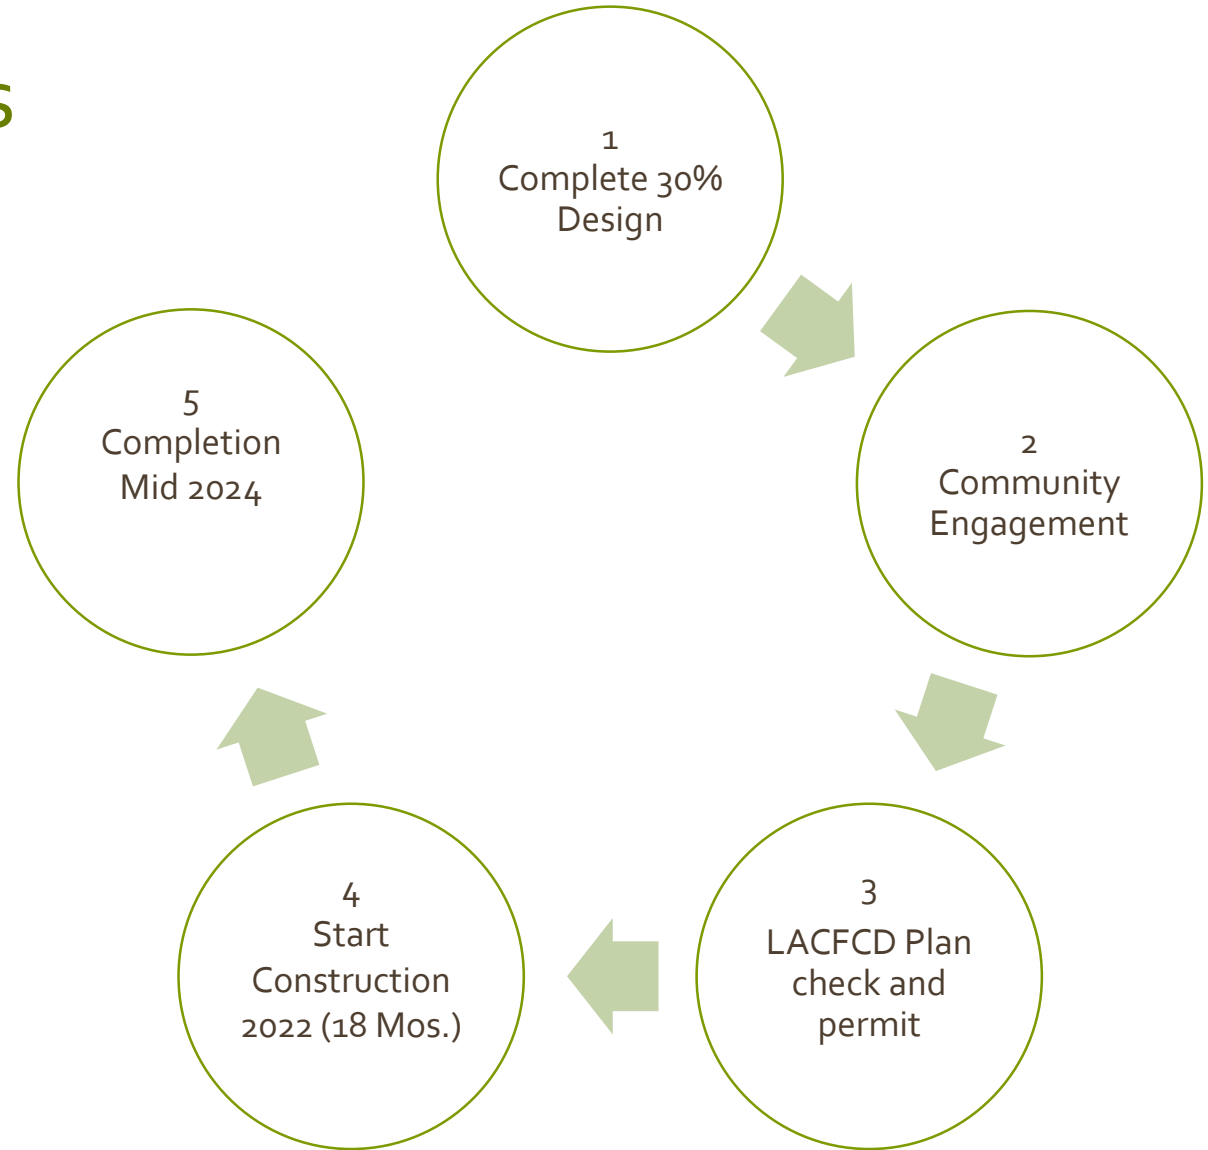 s
1
Complete 30%
Design
2
Community
Engagement
3
LACFCD Plan
check and
permit
4
Start
Construction
2022 (18 Mos.)
5
Completion
Mid 2024